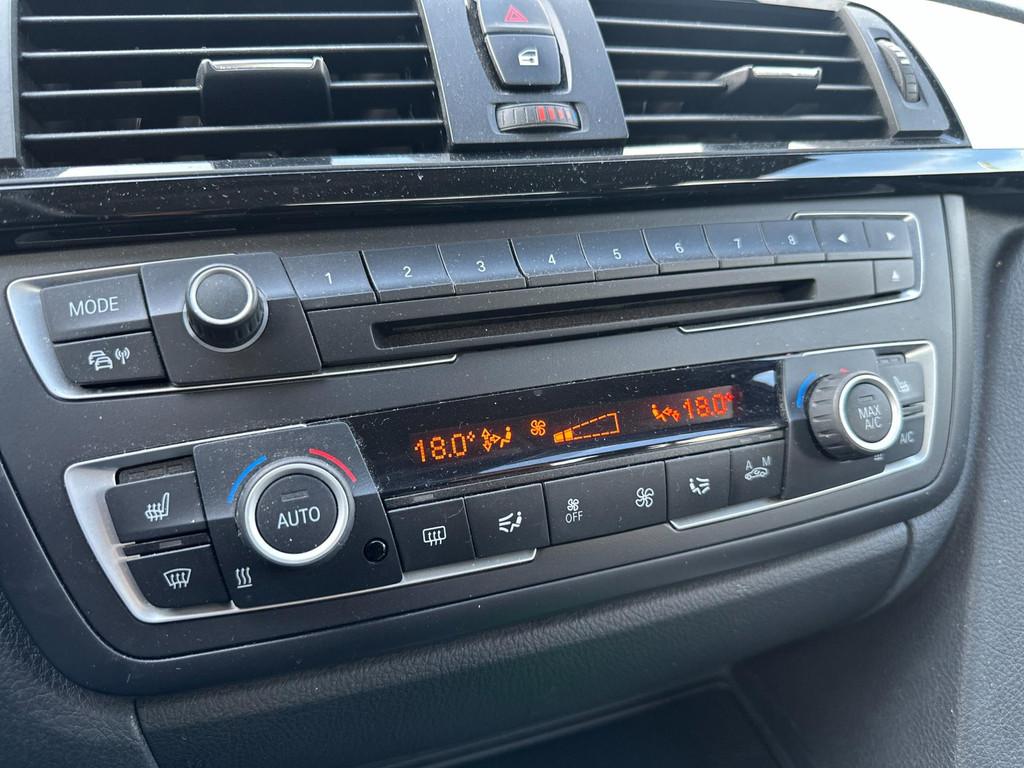 MODE
1 2 3 4 5 6 7 8
18.0° 18.0°
MAX
A/C
A/C
AUTO
OFF
A M